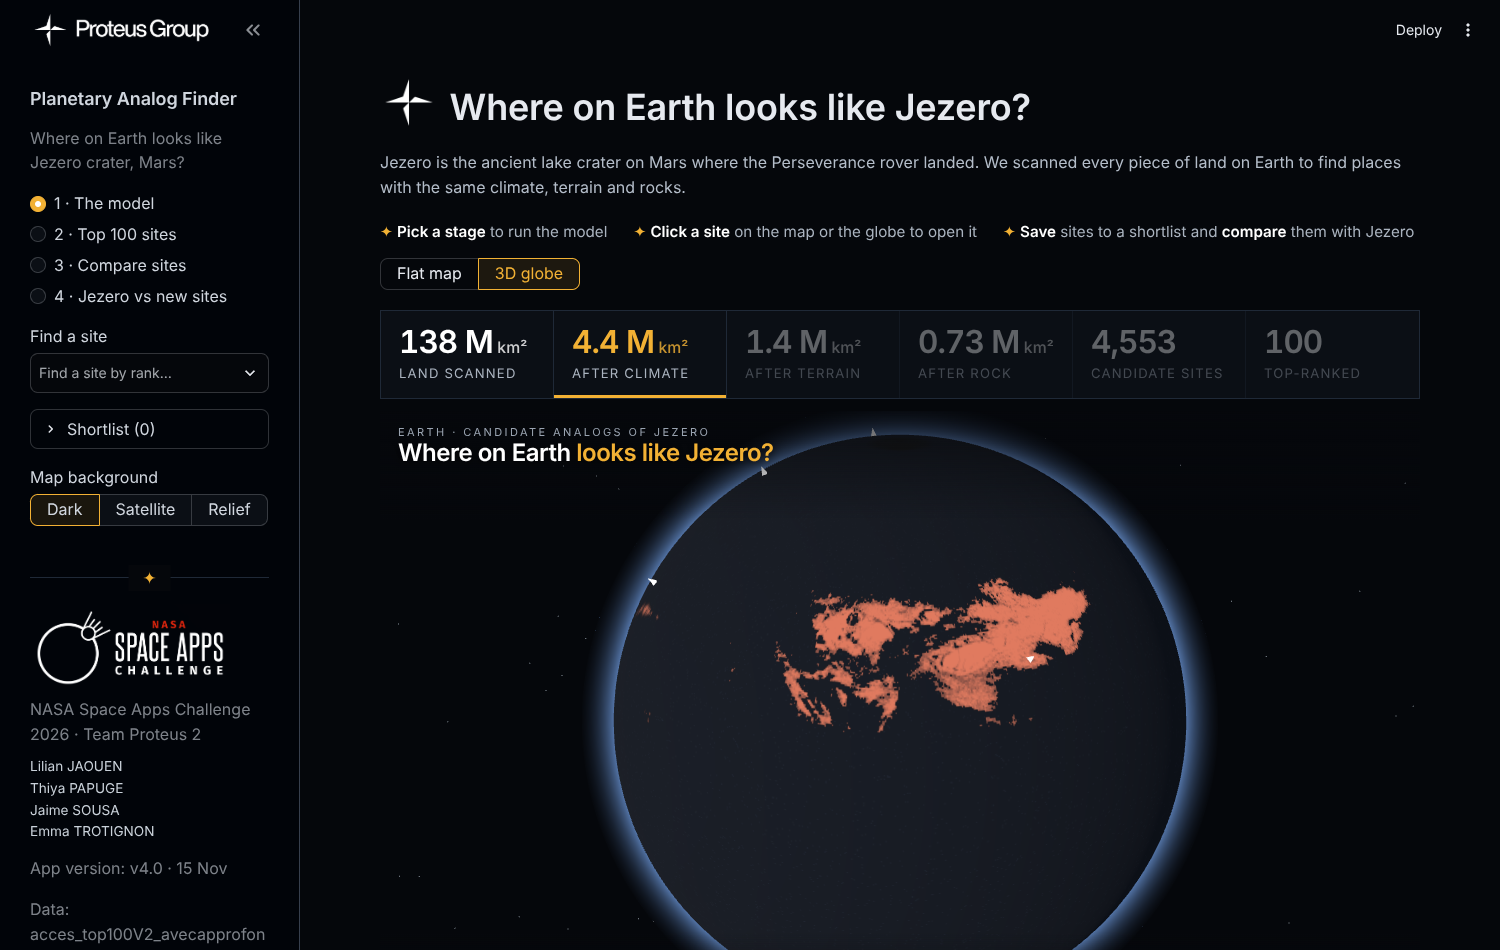 Proteus Group
Planetary Analog Finder
Where on Earth looks like
Jezero crater, Mars?
1 · The model
2 · Top 100 sites
3 · Compare sites
4 · Jezero vs new sites
Find a site
Find a site by rank...
Shortlist (0)
Map background
Dark Satellite Relief
NASA
SPACE APPS
CHALLENGE
NASA Space Apps Challenge
2026 · Team Proteus 2
Lilian JAOUEN
Thiya PAPUGE
Jaime SOUSA
Emma TROTIGNON
App version: v4.0 · 15 Nov
Data:
acces_top100V2_avecapprofon
Deploy
Where on Earth looks like Jezero?
Jezero is the ancient lake crater on Mars where the Perseverance rover landed. We scanned every piece of land on Earth to find places
with the same climate, terrain and rocks.
✦ Pick a stage to run the model ✦ Click a site on the map or the globe to open it ✦ Save sites to a shortlist and compare them with Jezero
Flat map 3D globe
138 M km² 4.4 M km² 1.4 M km² 0.73 M km² 4,553 100
LAND SCANNED AFTER CLIMATE AFTER TERRAIN AFTER ROCK CANDIDATE SITES TOP-RANKED
EARTH · CANDIDATE ANALOGS OF JEZERO
Where on Earth looks like Jezero?